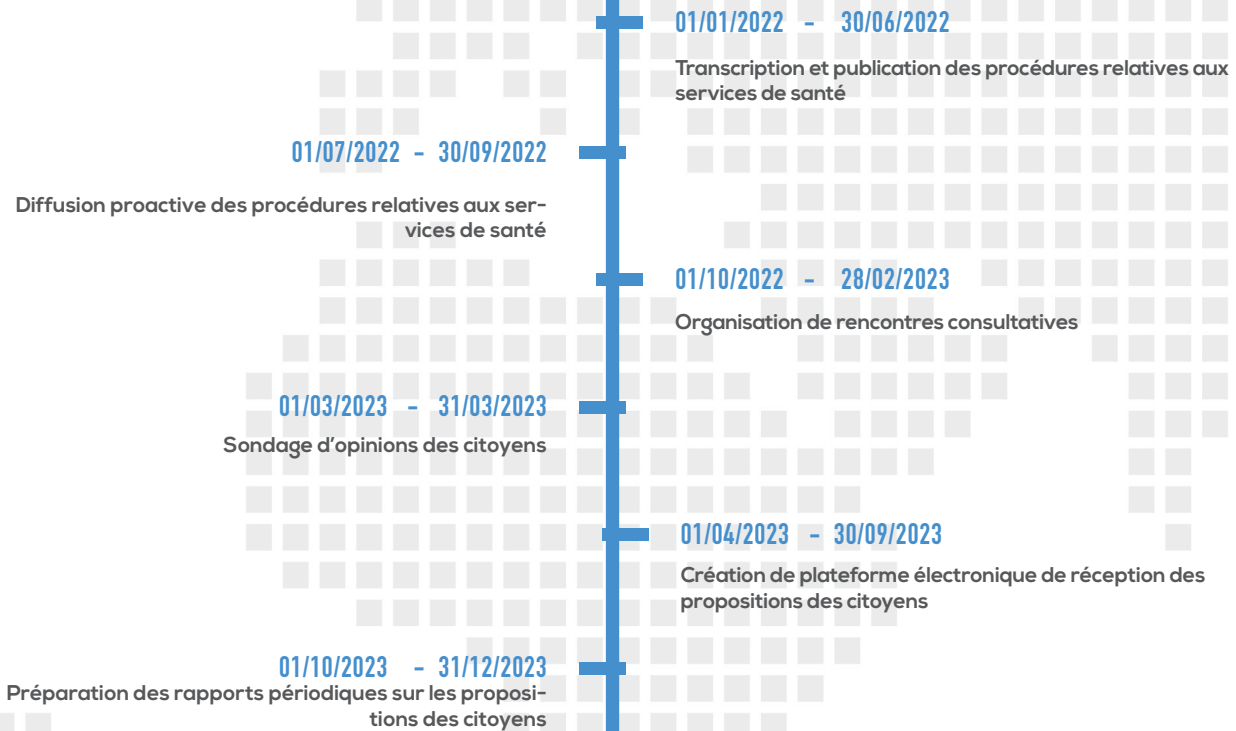 01/01/2022 - 30/06/2022
Transcription et publication des procédures relatives aux
services de santé
01/07/2022 - 30/09/2022
Diffusion proactive des procédures relatives aux ser-
vices de santé
01/10/2022 - 28/02/2023
Organisation de rencontres consultatives
01/03/2023 - 31/03/2023
Sondage d'opinions des citoyens
01/04/2023 - 30/09/2023
Création de plateforme électronique de réception des
propositions des citoyens
01/10/2023 - 31/12/2023
Préparation des rapports périodiques sur les proposi-
tions des citoyens